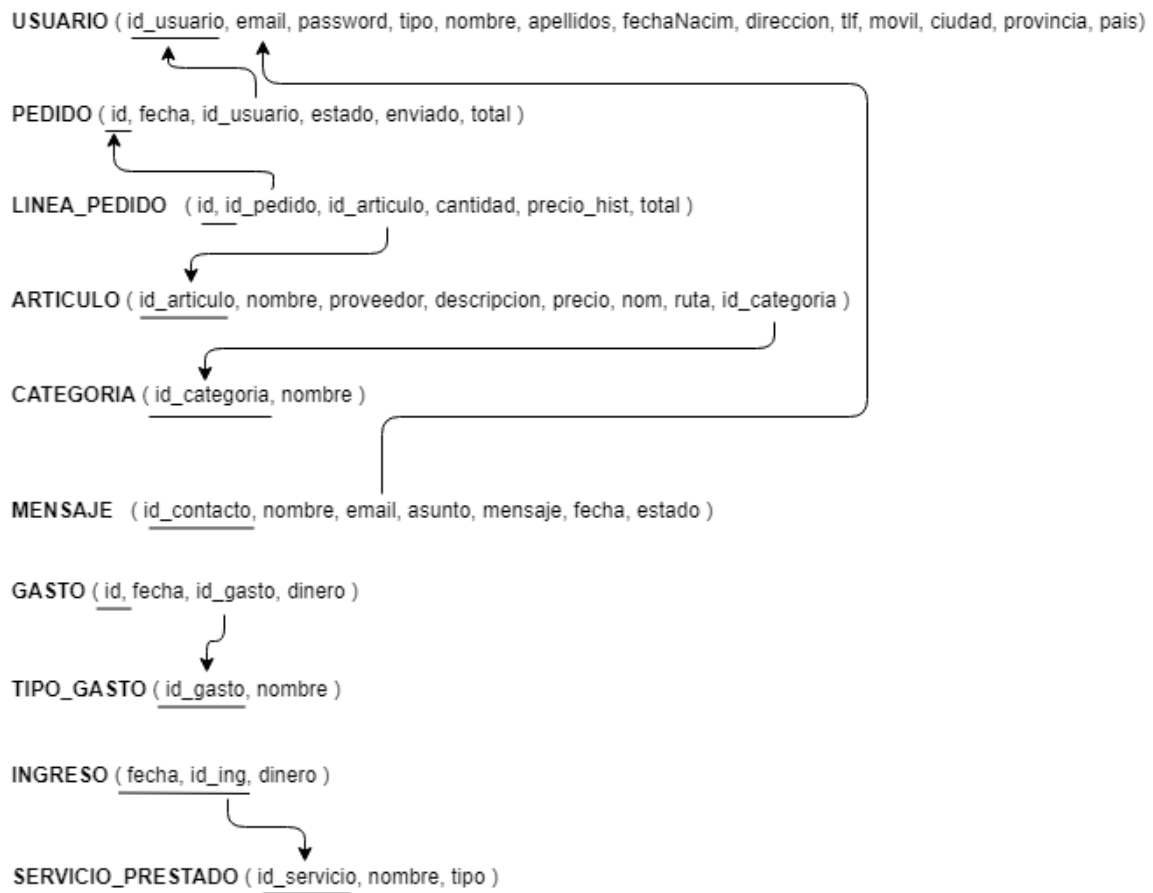 USUARIO ( id_usuario, email, password, tipo, nombre, apellidos, fechaNacim, direccion, tlf, movil, ciudad, provincia, pais)
PEDIDO ( id, fecha, id_usuario, estado, enviado, total )
LINEA_PEDIDO ( id, id_pedido, id_articulo, cantidad, precio_hist, total )
ARTICULO ( id_articulo, nombre, proveedor, descripcion, precio, nom, ruta, id_categoria )
CATEGORIA ( id_categoria, nombre )
MENSAJE ( id_contacto, nombre, email, asunto, mensaje, fecha, estado )
GASTO ( id, fecha, id_gasto, dinero )
TIPO_GASTO ( id_gasto, nombre )
INGRESO ( fecha, id_ing, dinero )
SERVICIO_PRESTADO ( id_servicio, nombre, tipo )